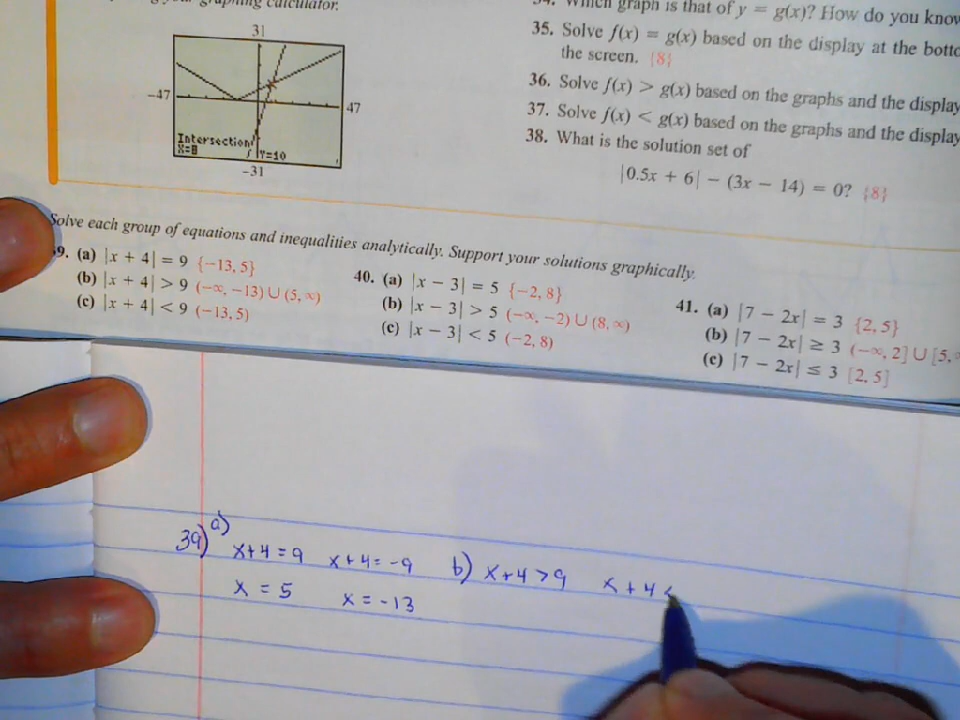 graphing calculator.
31
-47
47
Intersection
X=8
Y=10
-31
34. Which graph is that of y = g(x)? How do you know
35. Solve f(x) = g(x) based on the display at the
the screen. {8}
36. Solve f(x) > g(x) based on the graphs and the display
37. Solve f(x) < g(x) based on the graphs and the display
38. What is the solution set of
|0.5x + 6| − (3x − 14) = 0? {8}
Solve each group of equations and inequalities analytically. Support your solutions graphically.
9. (a) |x + 4| = 9 {−13, 5}
(b) |x + 4| > 9 (−∞, −13) ∪ (5, ∞)
(c) |x + 4| < 9 (−13, 5)
40. (a) |x − 3| = 5 {−2, 8}
(b) |x − 3| > 5 (−∞, −2) ∪ (8, ∞)
(c) |x − 3| < 5 (−2, 8)
41. (a) |7 − 2x| = 3 {2, 5}
(b) |7 − 2x| ≥ 3 (−∞, 2] ∪ [5,
(c) |7 − 2x| ≤ 3 [2, 5]
39) a) x+4=9 x+4=-9 b) x+4>9 x+4<
x=5 x=-13